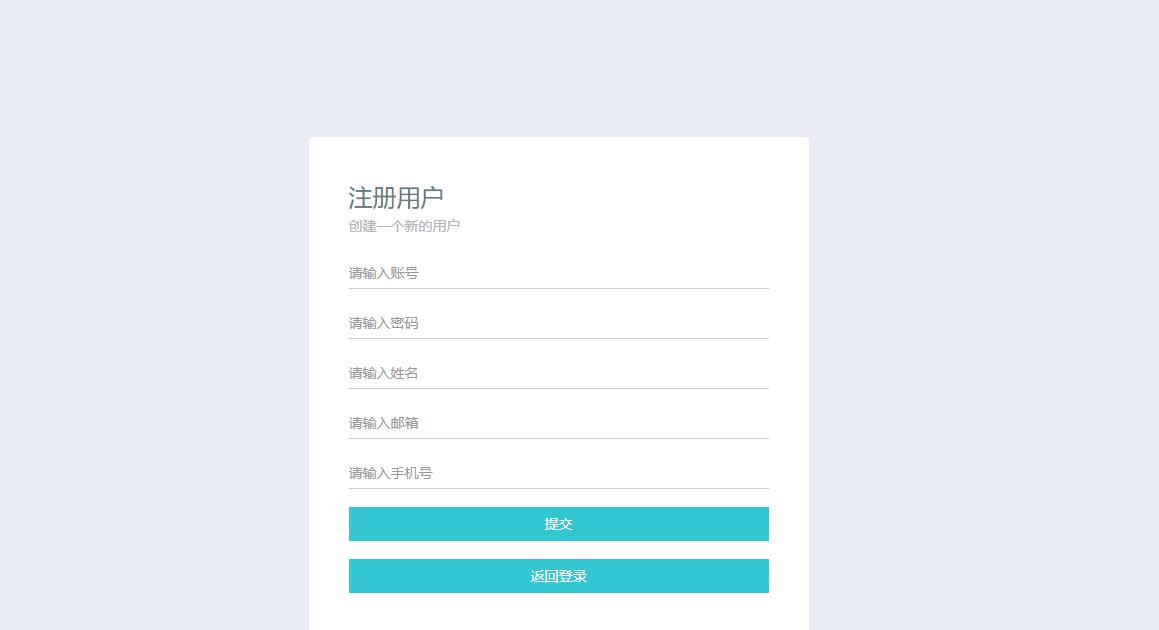 注册用户
创建一个新的用户
请输入账号
请输入密码
请输入姓名
请输入邮箱
请输入手机号
提交
返回登录